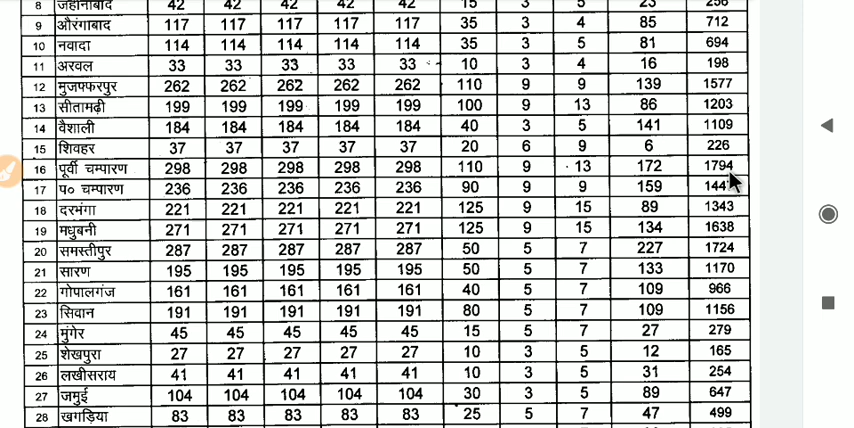 8 जहानाबाद 42 42 42 42 42 15 3 5 23 256
9 औरंगाबाद 117 117 117 117 117 35 3 4 85 712
10 नवादा 114 114 114 114 114 35 3 5 81 694
11 अरवल 33 33 33 33 33 10 3 4 16 198
12 मुजफ्फरपुर 262 262 262 262 262 110 9 9 139 1577
13 सीतामढ़ी 199 199 199 199 199 100 9 13 86 1203
14 वैशाली 184 184 184 184 184 40 3 5 141 1109
15 शिवहर 37 37 37 37 37 20 6 9 6 226
16 पूर्वी चम्पारण 298 298 298 298 298 110 9 13 172 1794
17 प० चम्पारण 236 236 236 236 236 90 9 9 159
18 दरभंगा 221 221 221 221 221 125 9 15 89 1343
19 मधुबनी 271 271 271 271 271 125 9 15 134 1638
20 समस्तीपुर 287 287 287 287 287 50 5 7 227 1724
21 सारण 195 195 195 195 195 50 5 7 133 1170
22 गोपालगंज 161 161 161 161 161 40 5 7 109 966
23 सिवान 191 191 191 191 191 80 5 7 109 1156
24 मुंगेर 45 45 45 45 45 15 5 7 27 279
25 शेखपुरा 27 27 27 27 27 10 3 5 12 165
26 लखीसराय 41 41 41 41 41 10 3 5 31 254
27 जमुई 104 104 104 104 104 30 3 5 89 647
28 खगड़िया 83 83 83 83 83 25 5 7 47 499